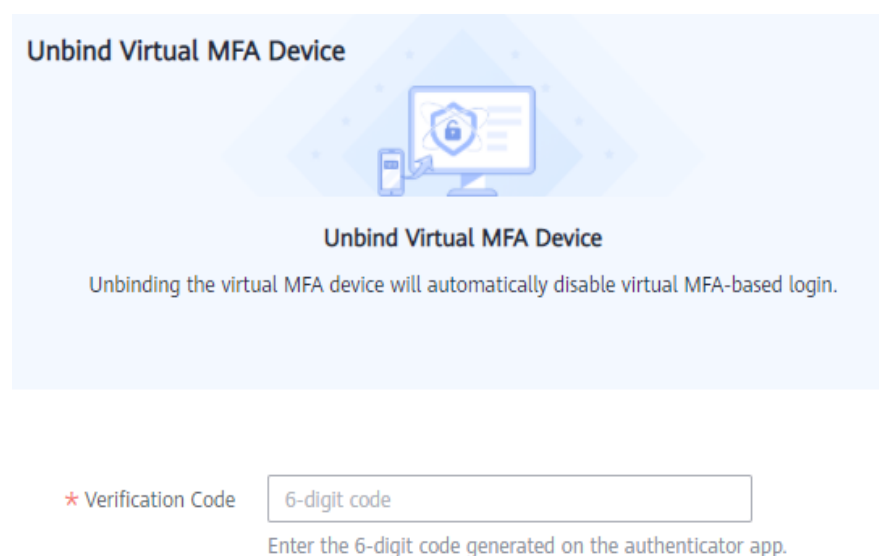 Unbind Virtual MFA Device
Unbind Virtual MFA Device
Unbinding the virtual MFA device will automatically disable virtual MFA-based login.
* Verification Code
6-digit code
Enter the 6-digit code generated on the authenticator app.